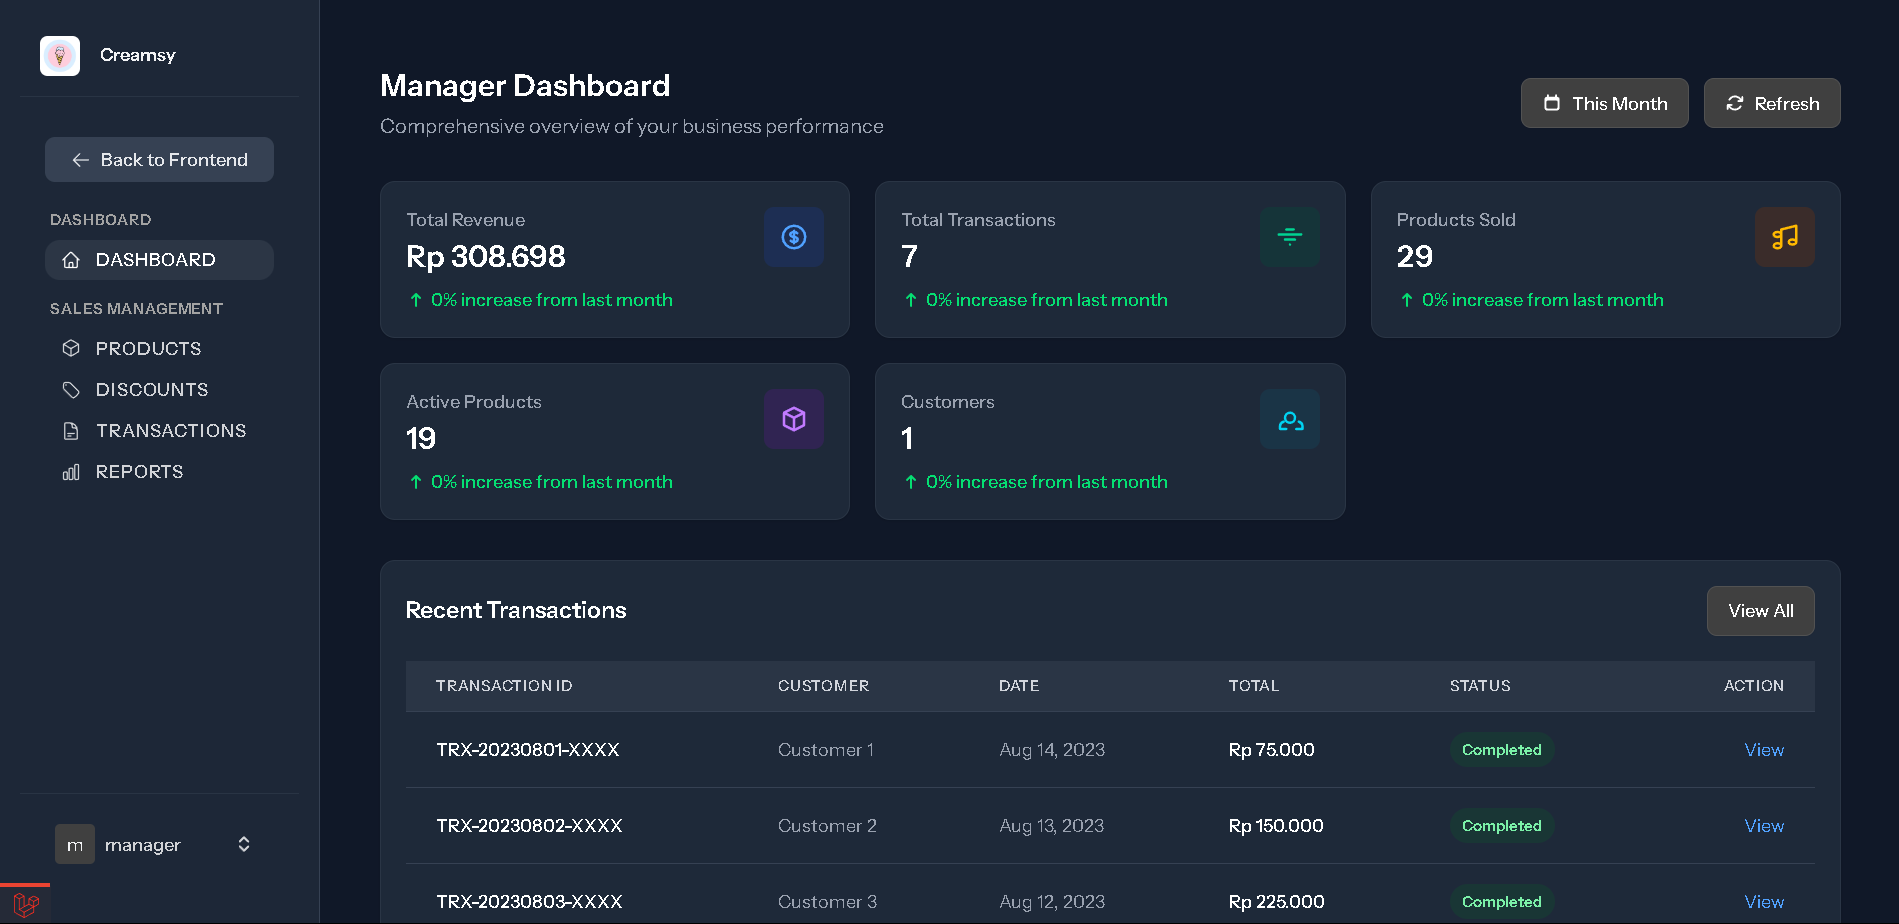 Creamsy
Back to Frontend
DASHBOARD
DASHBOARD
SALES MANAGEMENT
PRODUCTS
DISCOUNTS
TRANSACTIONS
REPORTS
m manager
Manager Dashboard
Comprehensive overview of your business performance
This Month
Refresh
Total Revenue
Rp 308.698
0% increase from last month
Total Transactions
7
0% increase from last month
Products Sold
29
0% increase from last month
Active Products
19
0% increase from last month
Customers
1
0% increase from last month
Recent Transactions
View All
TRANSACTION ID CUSTOMER DATE TOTAL STATUS ACTION
TRX-20230801-XXXX Customer 1 Aug 14, 2023 Rp 75.000 Completed View
TRX-20230802-XXXX Customer 2 Aug 13, 2023 Rp 150.000 Completed View
TRX-20230803-XXXX Customer 3 Aug 12, 2023 Rp 225.000 Completed View